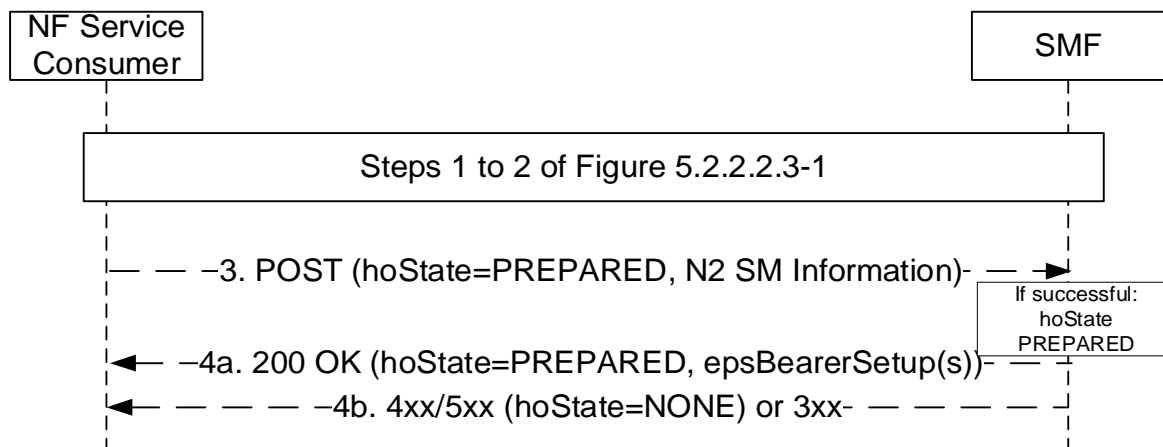 NF Service
Consumer
SMF
Steps 1 to 2 of Figure 5.2.2.2.3-1
3. POST (hoState=PREPARED, N2 SM Information)
If successful:
hoState
PREPARED
4a. 200 OK (hoState=PREPARED, epsBearerSetup(s))
4b. 4xx/5xx (hoState=NONE) or 3xx